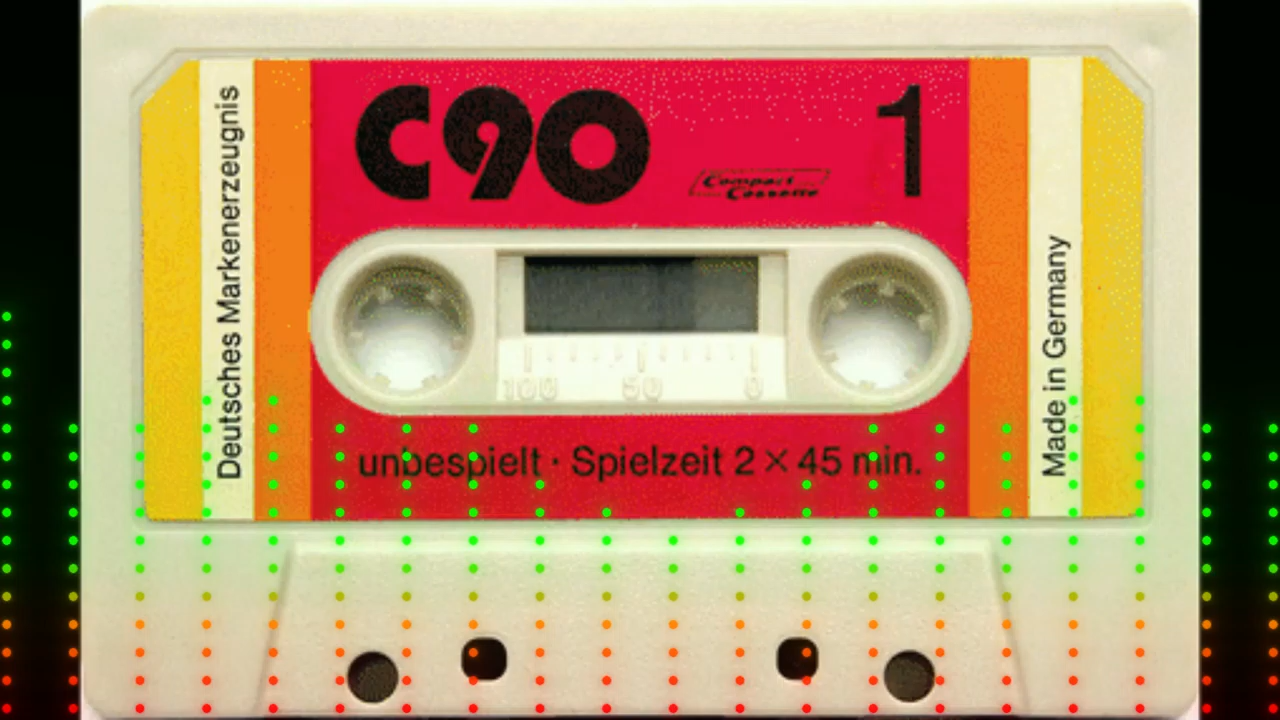 C90
1
Compact
Cassette
Deutsches Markenerzeugnis
Made in Germany
100 50 0
unbespielt · Spielzeit 2 × 45 min.